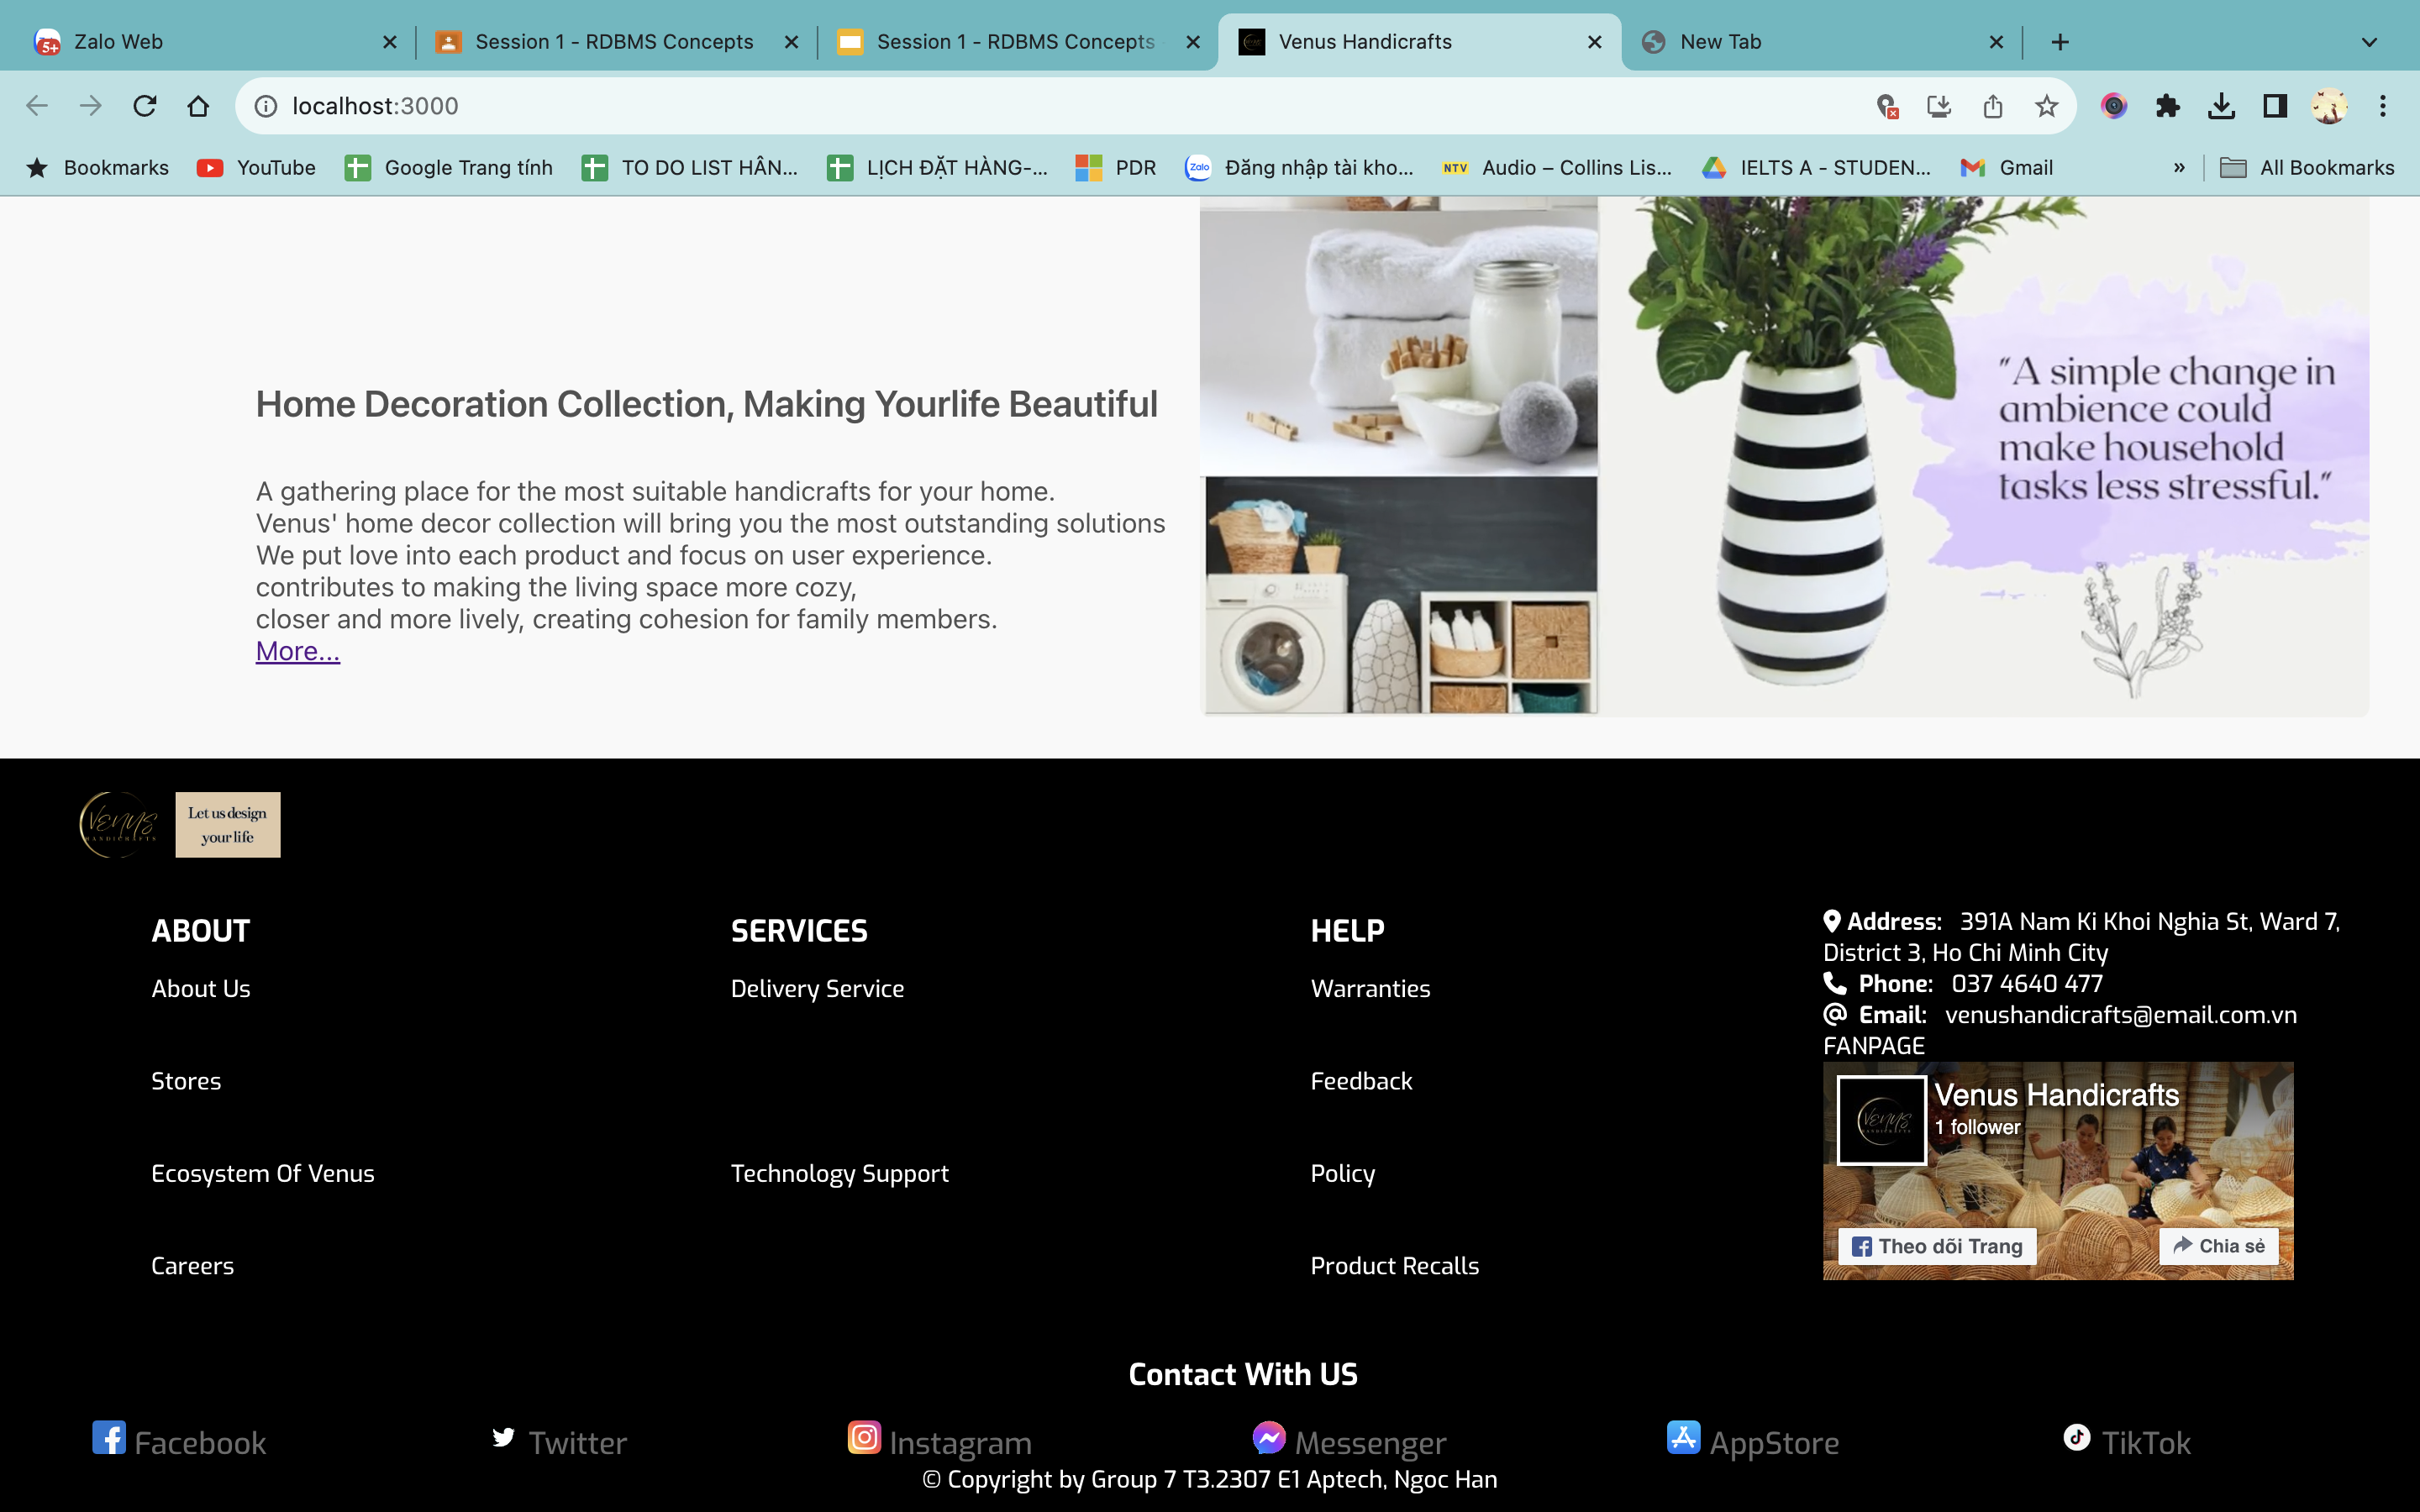 5+ Zalo Web
Session 1 - RDBMS Concepts
Session 1 - RDBMS Concepts
Venus Handicrafts
New Tab
localhost:3000
Bookmarks
YouTube
Google Trang tính
TO DO LIST HÂN...
LỊCH ĐẶT HÀNG-...
PDR
Zalo Đăng nhập tài kho...
NTV Audio – Collins Lis...
IELTS A - STUDEN...
Gmail
»
All Bookmarks
"A simple change in
ambience could
make household
tasks less stressful."
Home Decoration Collection, Making Yourlife Beautiful
A gathering place for the most suitable handicrafts for your home.
Venus' home decor collection will bring you the most outstanding solutions
We put love into each product and focus on user experience.
contributes to making the living space more cozy,
closer and more lively, creating cohesion for family members.
More...
Venus
HANDICRAFTS
Let us design
your life
ABOUT
About Us
Stores
Ecosystem Of Venus
Careers
SERVICES
Delivery Service
Technology Support
HELP
Warranties
Feedback
Policy
Product Recalls
Address: 391A Nam Ki Khoi Nghia St, Ward 7,
District 3, Ho Chi Minh City
Phone: 037 4640 477
@ Email: venushandicrafts@email.com.vn
FANPAGE
Venus
HANDICRAFTS
Venus Handicrafts
1 follower
Theo dõi Trang
Chia sẻ
Contact With US
Facebook
Twitter
Instagram
Messenger
AppStore
TikTok
© Copyright by Group 7 T3.2307 E1 Aptech, Ngoc Han